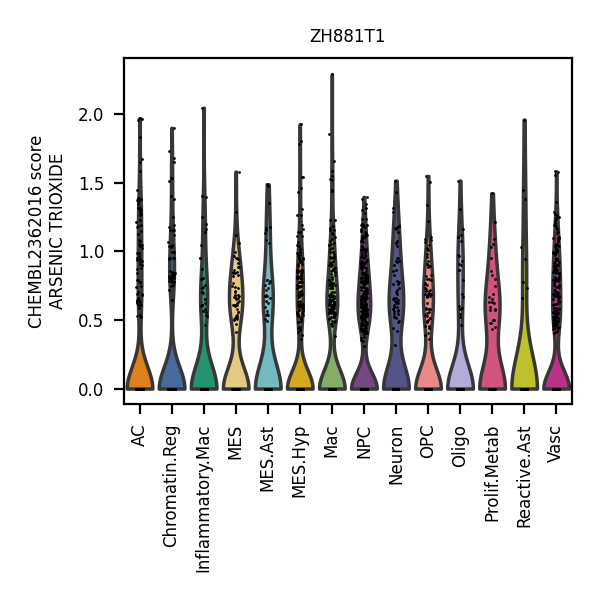 ZH881T1
CHEMBL2362016 score
ARSENIC TRIOXIDE
2.0
1.5
1.0
0.5
0.0
AC
Chromatin.Reg
Inflammatory.Mac
MES
MES.Ast
MES.Hyp
Mac
NPC
Neuron
OPC
Oligo
Prolif.Metab
Reactive.Ast
Vasc